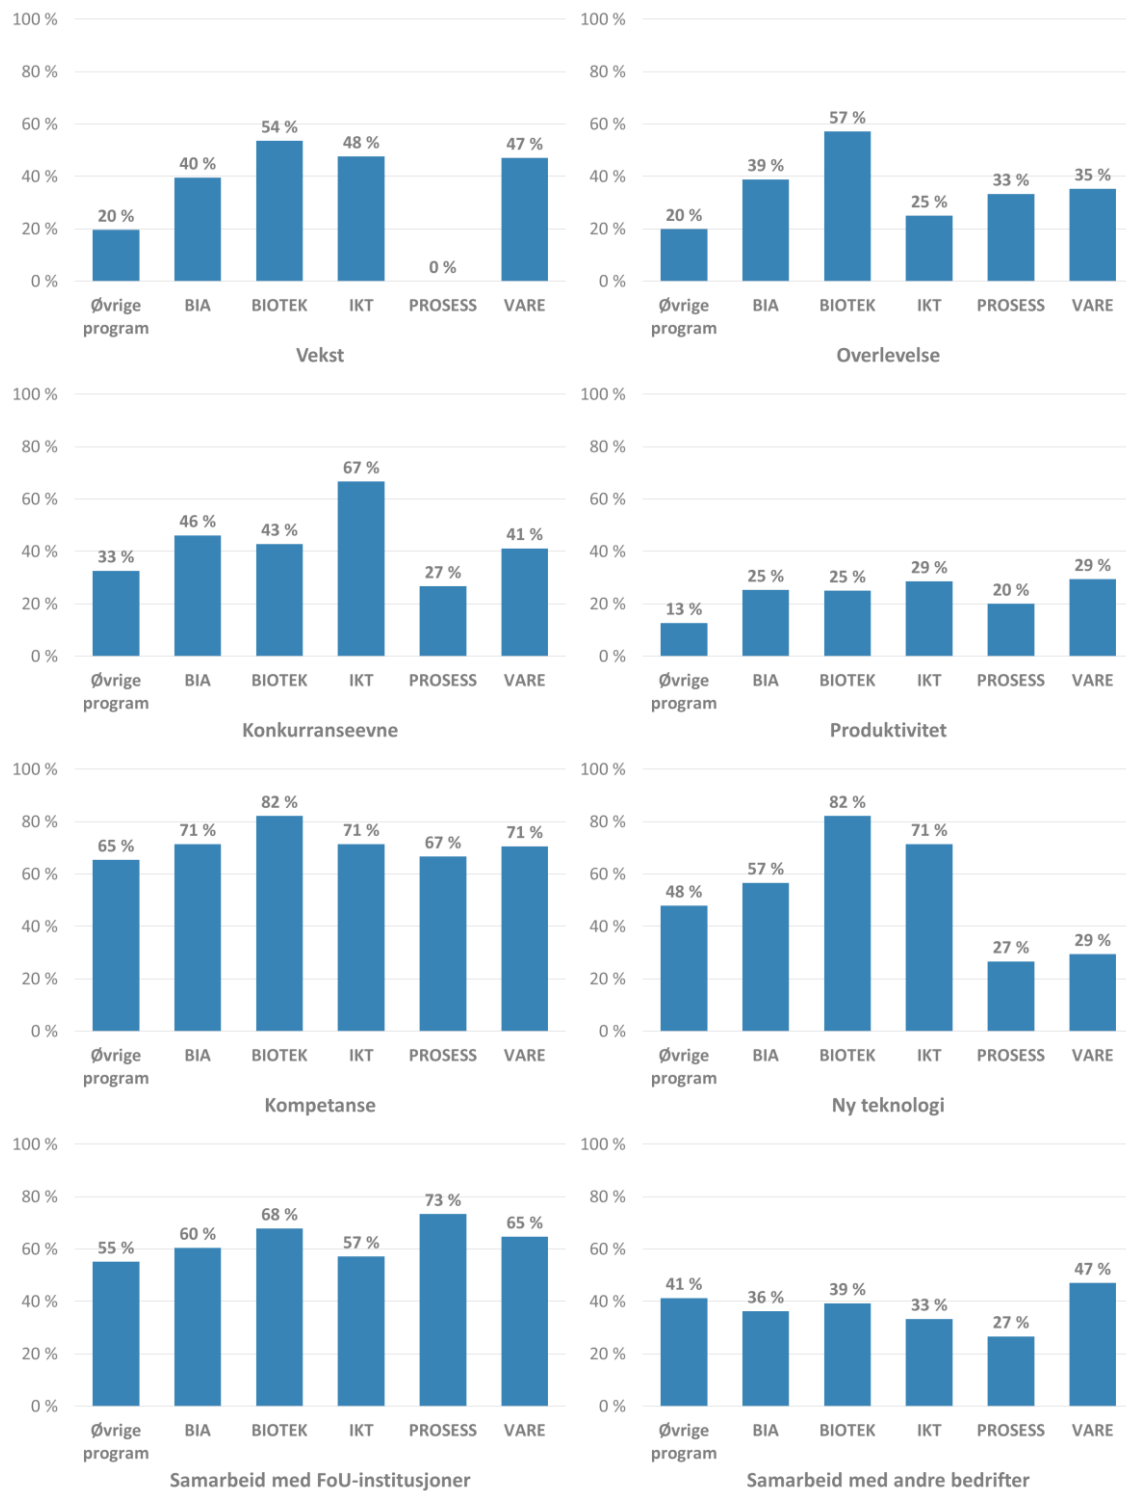 100 %
80 %
60 %
40 %
20 %
0 %
20 %
40 %
54 %
48 %
0 %
47 %
Øvrige program
BIA
BIOTEK
IKT
PROSESS
VARE
Vekst
100 %
80 %
60 %
40 %
20 %
0 %
20 %
39 %
57 %
25 %
33 %
35 %
Øvrige program
BIA
BIOTEK
IKT
PROSESS
VARE
Overlevelse
100 %
80 %
60 %
40 %
20 %
0 %
33 %
46 %
43 %
67 %
27 %
41 %
Øvrige program
BIA
BIOTEK
IKT
PROSESS
VARE
Konkurranseevne
100 %
80 %
60 %
40 %
20 %
0 %
13 %
25 %
25 %
29 %
20 %
29 %
Øvrige program
BIA
BIOTEK
IKT
PROSESS
VARE
Produktivitet
100 %
80 %
60 %
40 %
20 %
0 %
65 %
71 %
82 %
71 %
67 %
71 %
Øvrige program
BIA
BIOTEK
IKT
PROSESS
VARE
Kompetanse
100 %
80 %
60 %
40 %
20 %
0 %
48 %
57 %
82 %
71 %
27 %
29 %
Øvrige program
BIA
BIOTEK
IKT
PROSESS
VARE
Ny teknologi
100 %
80 %
60 %
40 %
20 %
0 %
55 %
60 %
68 %
57 %
73 %
65 %
Øvrige program
BIA
BIOTEK
IKT
PROSESS
VARE
Samarbeid med FoU-institusjoner
100 %
80 %
60 %
40 %
20 %
0 %
41 %
36 %
39 %
33 %
27 %
47 %
Øvrige program
BIA
BIOTEK
IKT
PROSESS
VARE
Samarbeid med andre bedrifter